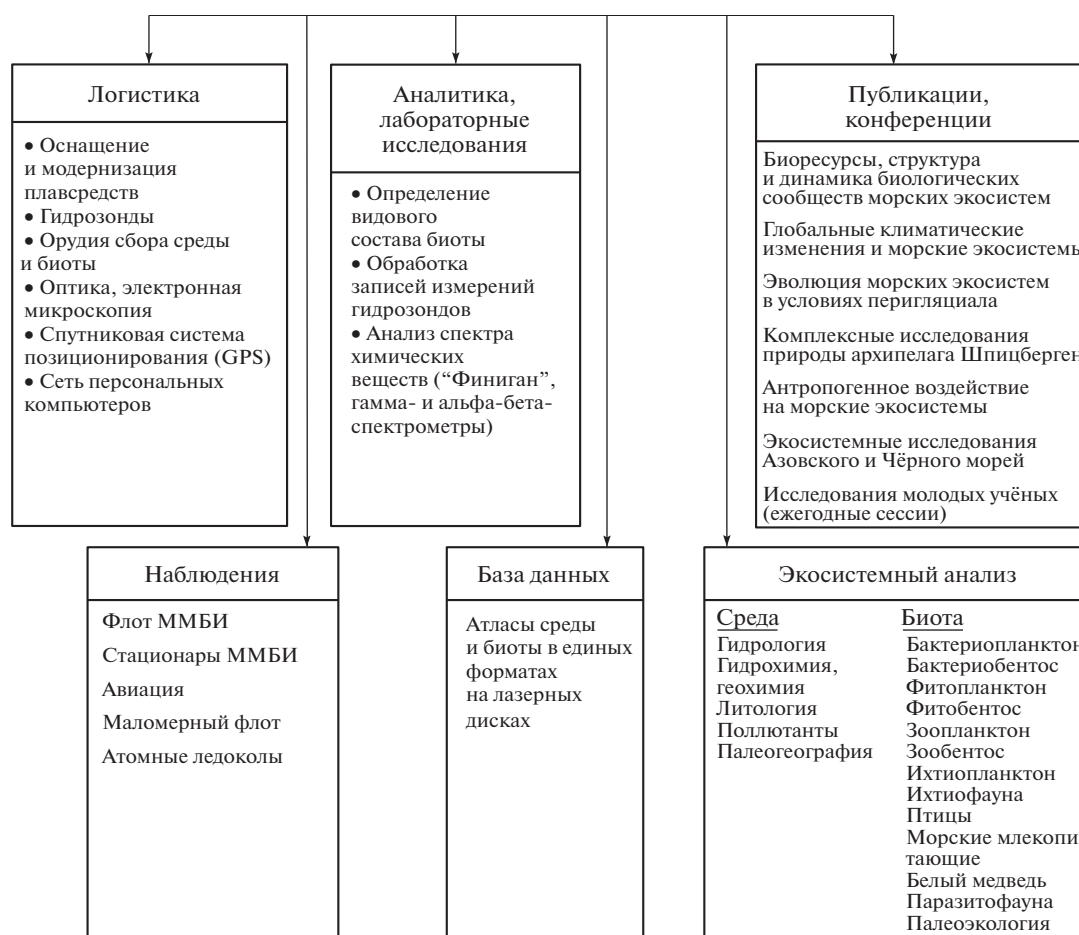 Логистика
• Оснащение
и модернизация
плавсредств
• Гидрозонды
• Орудия сбора среды
и биоты
• Оптика, электронная
микроскопия
• Спутниковая система
позиционирования (GPS)
• Сеть персональных
компьютеров
Аналитика,
лабораторные
исследования
• Определение
видового
состава биоты
• Обработка
записей измерений
гидрозондов
• Анализ спектра
химических
веществ (“Финиган”,
гамма- и альфа-бета-
спектрометры)
Публикации,
конференции
Биоресурсы, структура
и динамика биологических
сообществ морских экосистем
Глобальные климатические
изменения и морские экосистемы
Эволюция морских экосистем
в условиях перигляциала
Комплексные исследования
природы архипелага Шпицберген
Антропогенное воздействие
на морские экосистемы
Экосистемные исследования
Азовского и Чёрного морей
Исследования молодых учёных
(ежегодные сессии)
Наблюдения
Флот ММБИ
Стационары ММБИ
Авиация
Маломерный флот
Атомные ледоколы
База данных
Атласы среды
и биоты в единых
форматах
на лазерных
дисках
Экосистемный анализ
Среда
Гидрология
Гидрохимия,
геохимия
Литология
Поллютанты
Палеогеография
Биота
Бактериопланктон
Бактериобентос
Фитопланктон
Фитобентос
Зоопланктон
Зообентос
Ихтиопланктон
Ихтиофауна
Птицы
Морские млекопи
тающие
Белый медведь
Паразитофауна
Палеоэкология